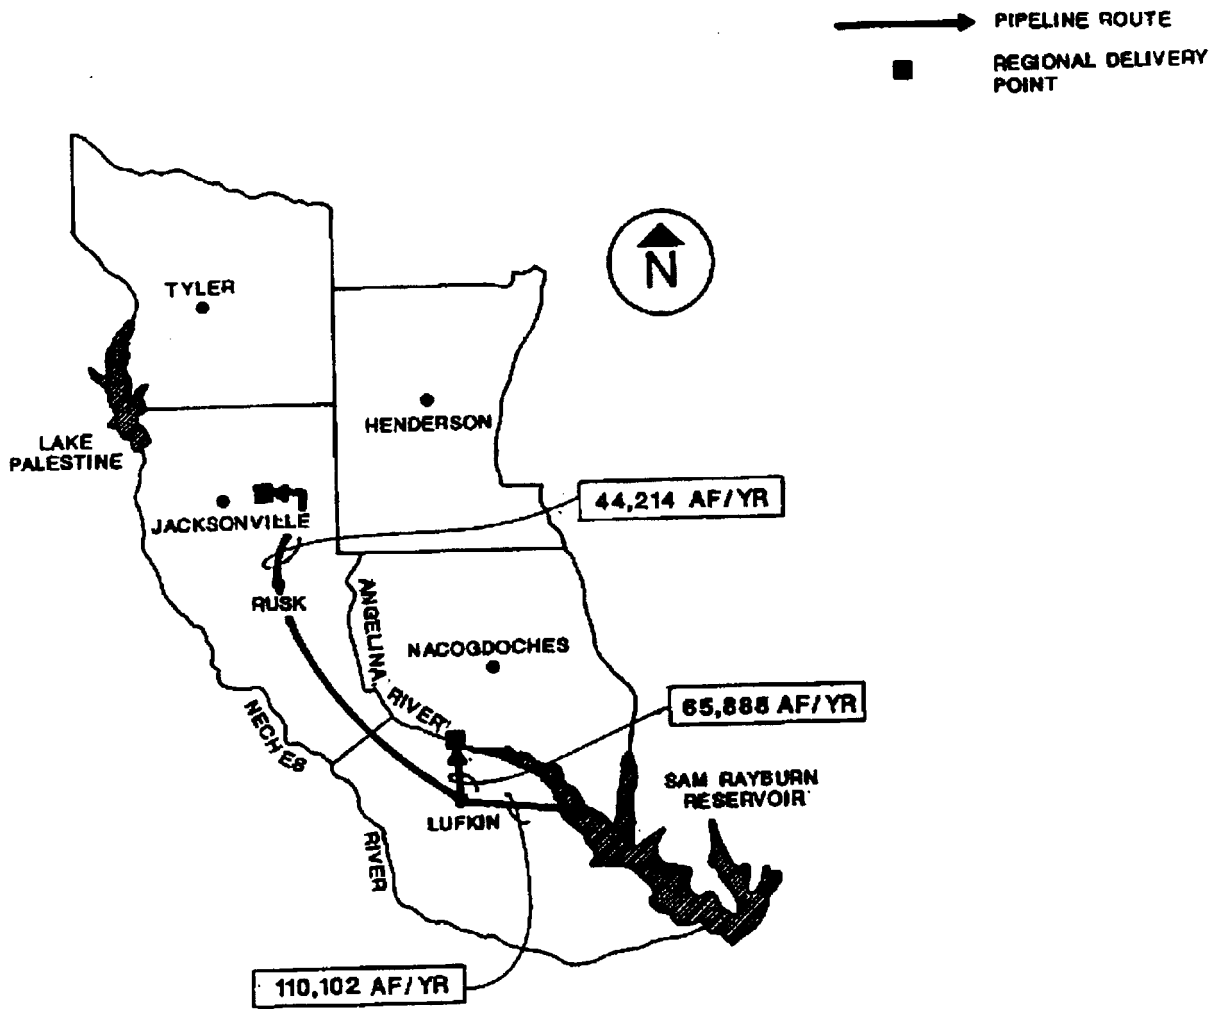 PIPELINE ROUTE
REGIONAL DELIVERY
POINT
N
TYLER
HENDERSON
LAKE
PALESTINE
44,214 AF/YR
JACKSONVILLE
RUSK
ANGELINA RIVER
NACOGDOCHES
65,888 AF/YR
NECHES
RIVER
SAM RAYBURN
RESERVOIR
LUFKIN
110,102 AF/YR